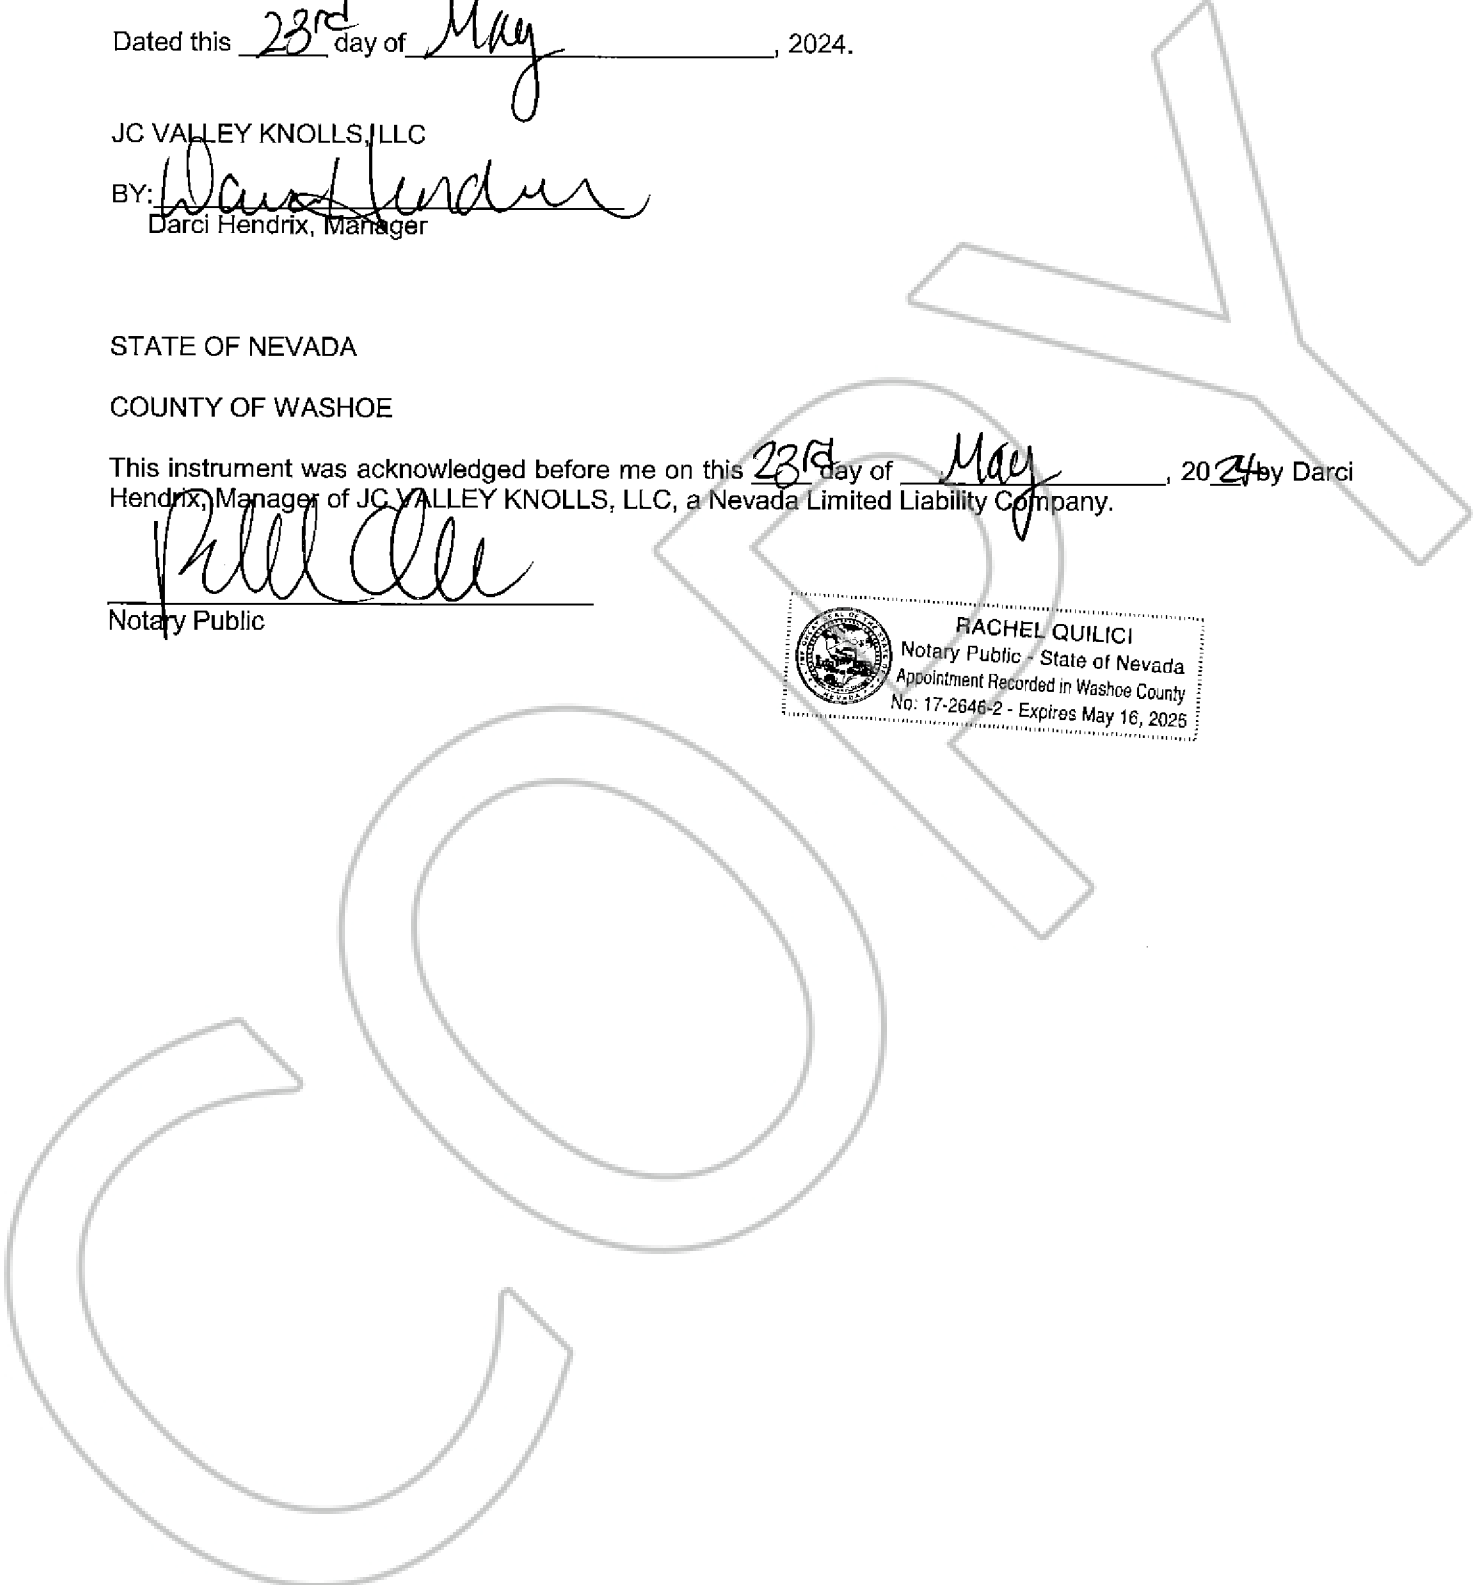 Dated this 23rd day of May, 2024.
JC VALLEY KNOLLS, LLC
BY: Darci Hendrix
Darci Hendrix, Manager
STATE OF NEVADA
COUNTY OF WASHOE
This instrument was acknowledged before me on this 23rd day of May, 2024 by Darci
Hendrix, Manager of JC VALLEY KNOLLS, LLC, a Nevada Limited Liability Company.
Notary Public
RACHEL QUILICI
Notary Public - State of Nevada
Appointment Recorded in Washoe County
No: 17-2646-2 - Expires May 16, 2025
COPY